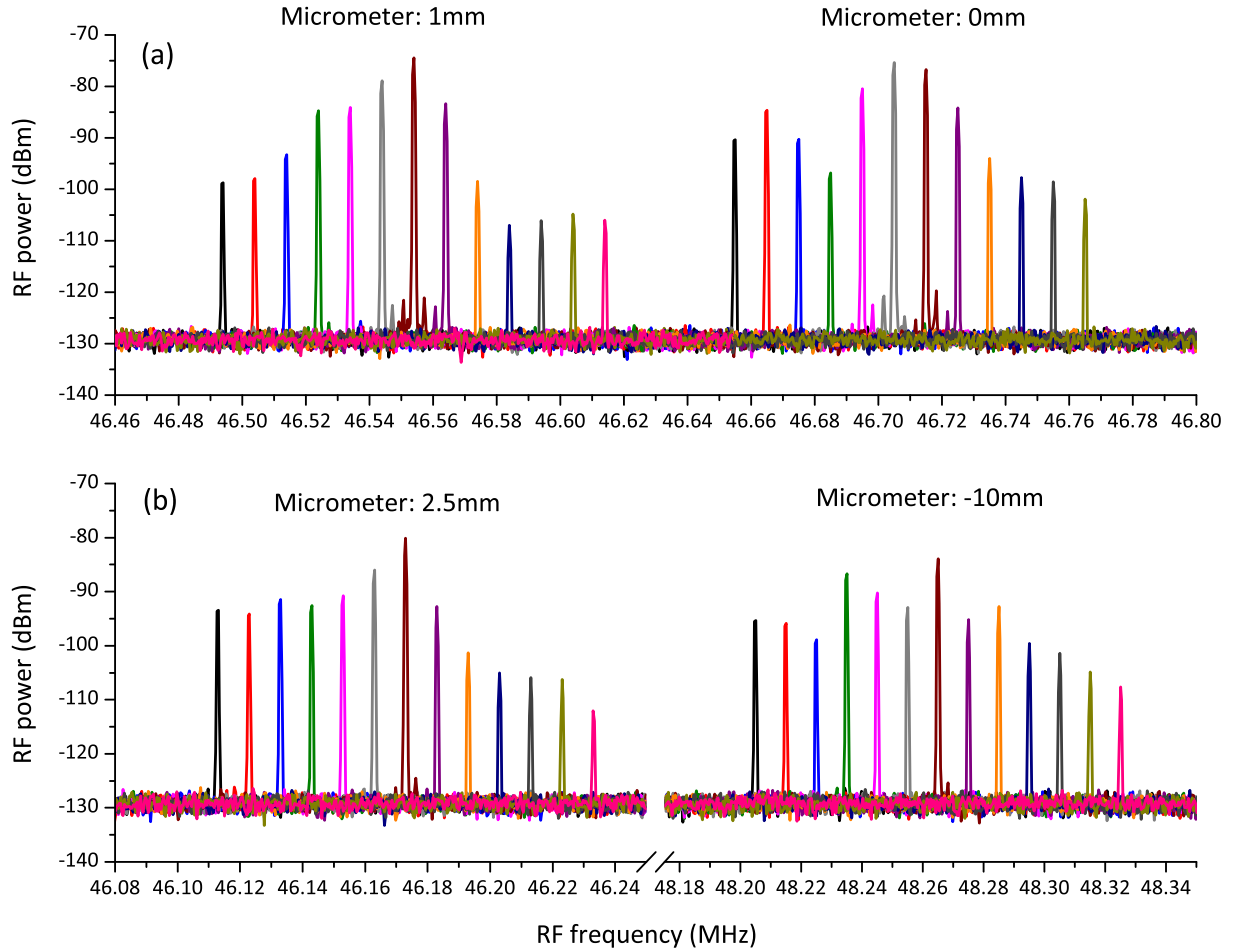 Micrometer: 1mm Micrometer: 0mm
(a)
-70
-80
-90
-100
-110
-120
-130
-140
RF power (dBm)
46.46 46.48 46.50 46.52 46.54 46.56 46.58 46.60 46.62 46.64 46.66 46.68 46.70 46.72 46.74 46.76 46.78 46.80
(b)
Micrometer: 2.5mm Micrometer: -10mm
-70
-80
-90
-100
-110
-120
-130
-140
RF power (dBm)
46.08 46.10 46.12 46.14 46.16 46.18 46.20 46.22 46.24 48.18 48.20 48.22 48.24 48.26 48.28 48.30 48.32 48.34
RF frequency (MHz)